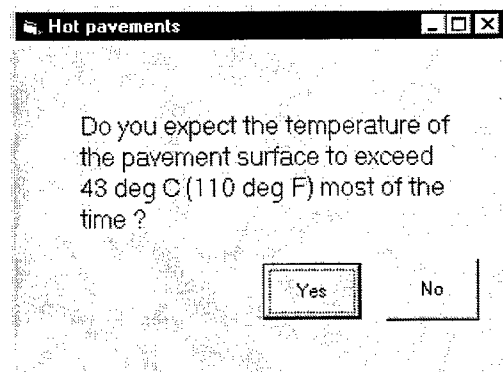 Hot pavements
Do you expect the temperature of
the pavement surface to exceed
43 deg C (110 deg F) most of the
time ?
Yes No